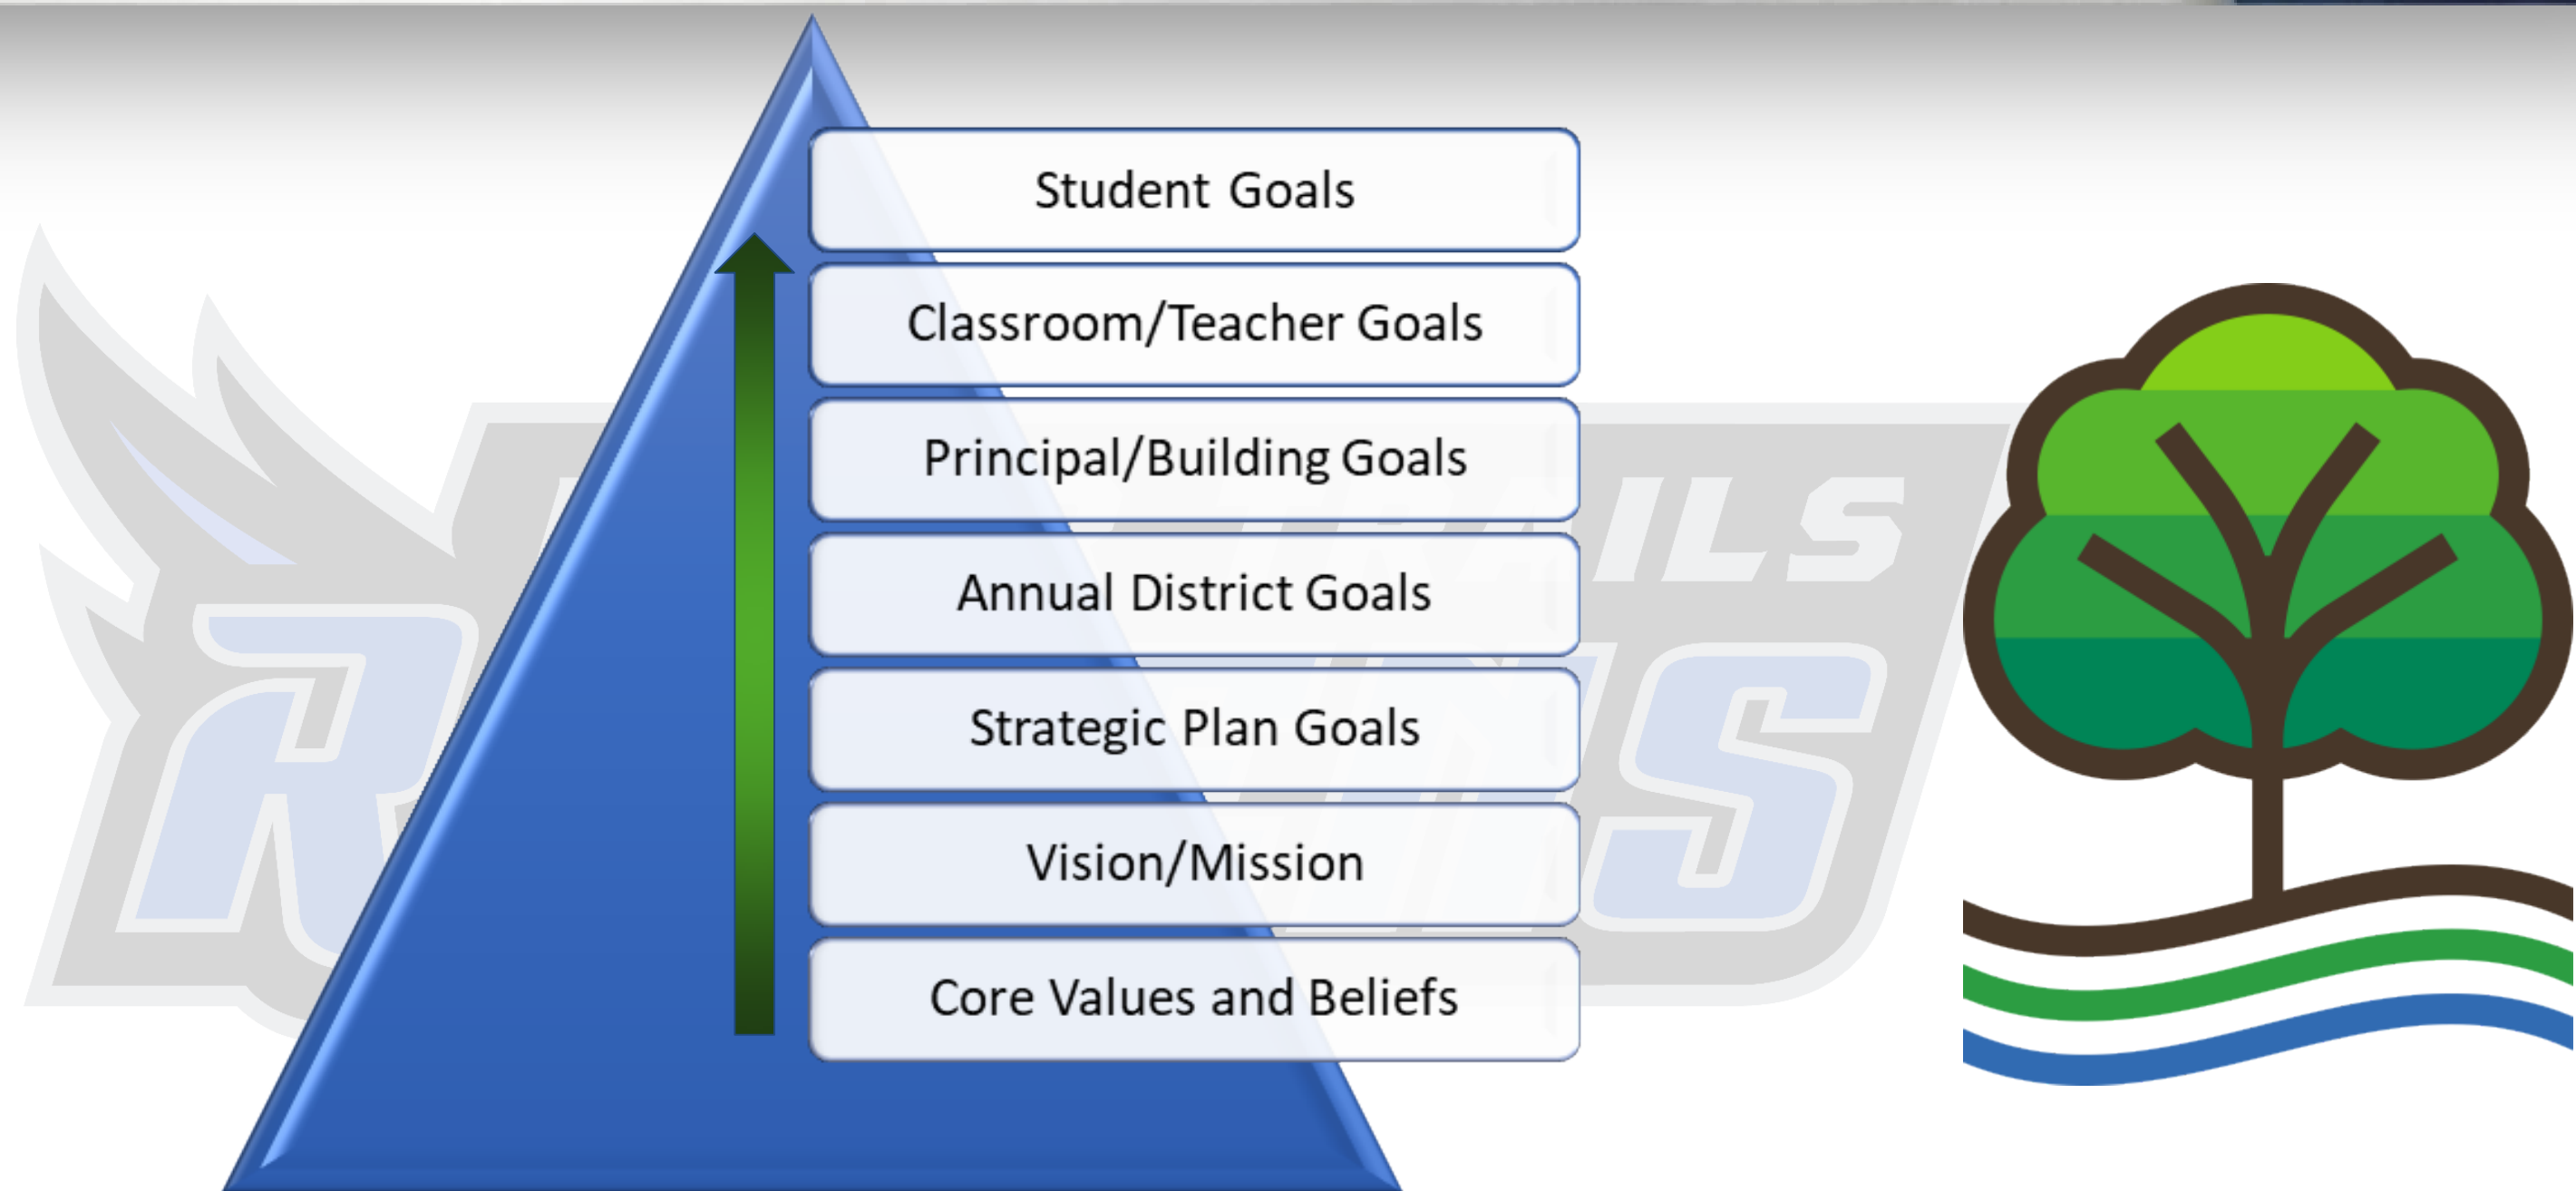 Student Goals
Classroom/Teacher Goals
Principal/Building Goals
Annual District Goals
Strategic Plan Goals
Vision/Mission
Core Values and Beliefs